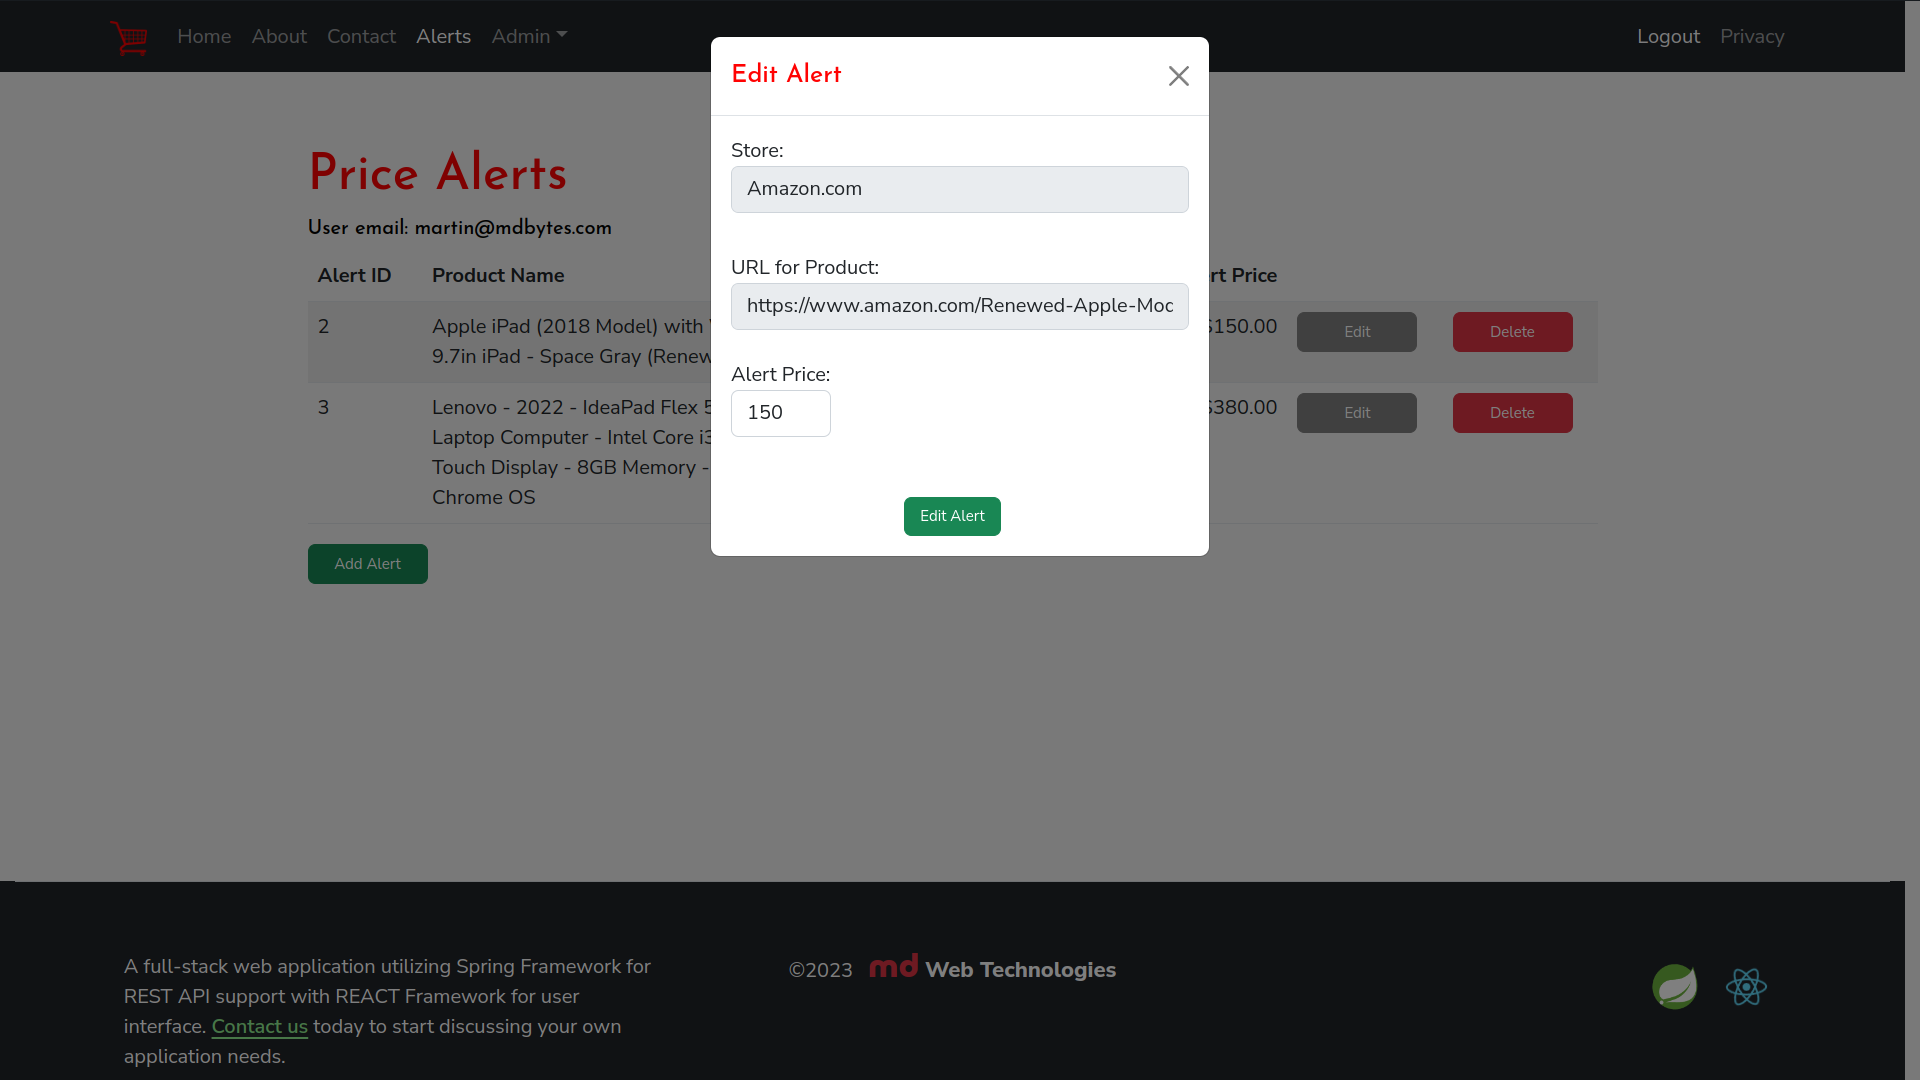 Home About Contact Alerts Admin
Logout Privacy
Edit Alert
Store:
Amazon.com
URL for Product:
https://www.amazon.com/Renewed-Apple-Moc
Alert Price:
150
Edit Alert
Price Alerts
User email: martin@mdbytes.com
Alert ID Product Name rt Price
2 Apple iPad (2018 Model) with $150.00 Edit Delete
9.7in iPad - Space Gray (Renew
3 Lenovo - 2022 - IdeaPad Flex 5 $380.00 Edit Delete
Laptop Computer - Intel Core i3
Touch Display - 8GB Memory -
Chrome OS
Add Alert
A full-stack web application utilizing Spring Framework for
REST API support with REACT Framework for user
interface. Contact us today to start discussing your own
application needs.
©2023 md Web Technologies